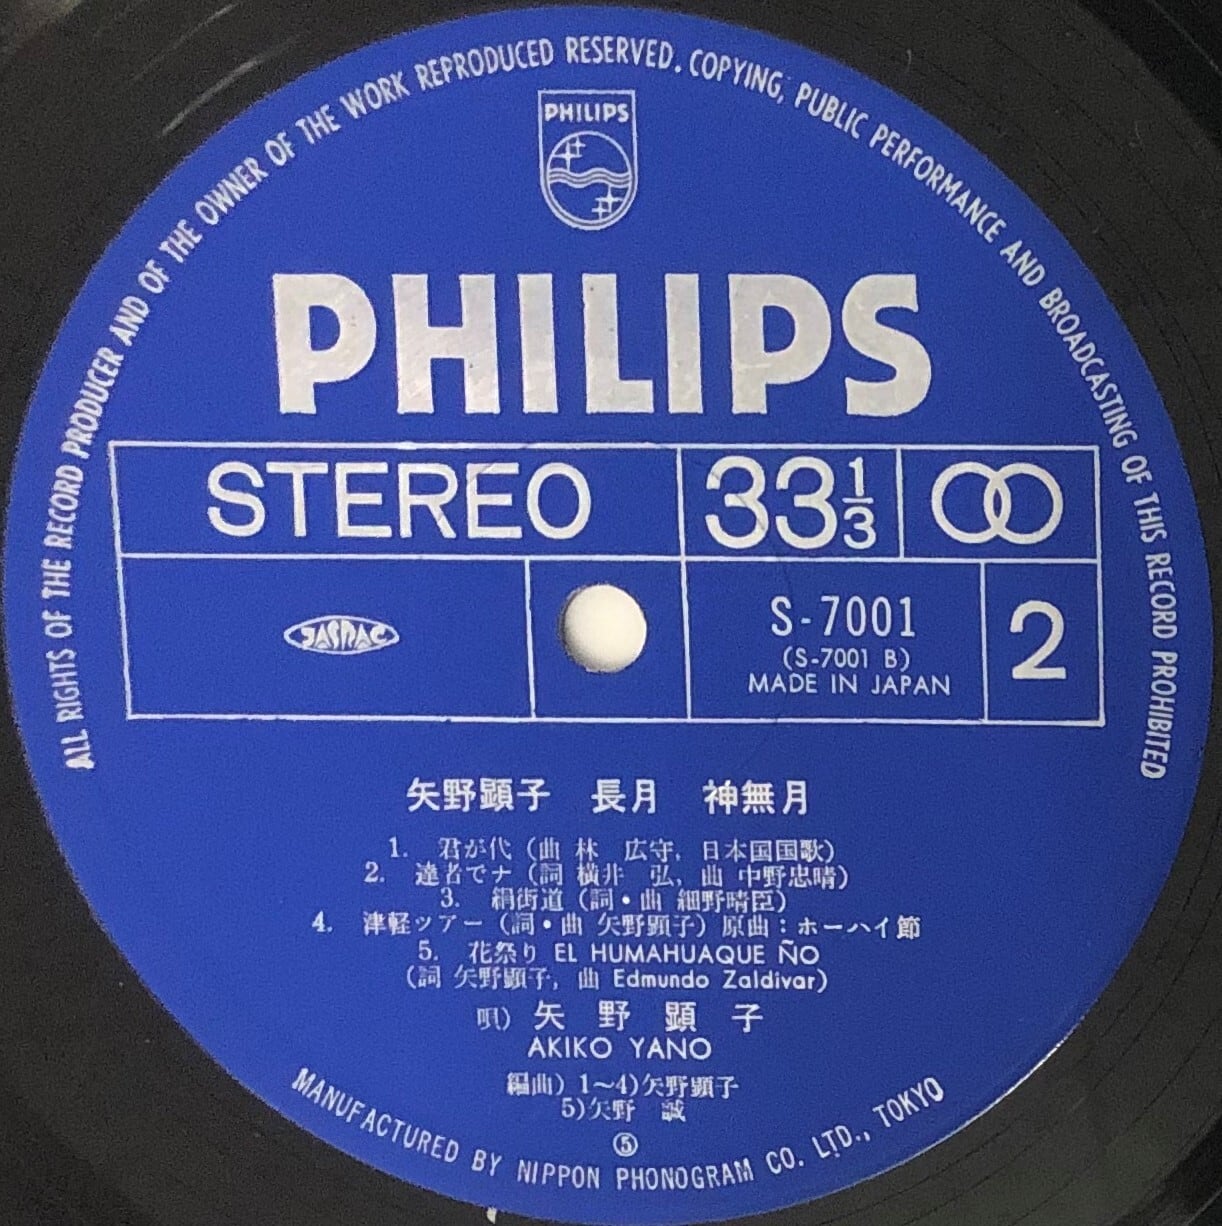 ALL RIGHTS OF THE RECORD PRODUCER AND OF THE OWNER OF THE WORK REPRODUCED RESERVED. COPYING, PUBLIC PERFORMANCE AND BROADCASTING OF THIS RECORD PROHIBITED
PHILIPS
PHILIPS
STEREO 33 1/3
JASRAC
S-7001
(S-7001 B)
MADE IN JAPAN
2
矢野顕子 長月 神無月
1. 君が代 (曲 林 広守, 日本国国歌)
2. 達者でナ (詞 横井 弘, 曲 中野忠晴)
3. 絹街道 (詞・曲 細野晴臣)
4. 津軽ツアー (詞・曲 矢野顕子) 原曲:ホーハイ節
5. 花祭り EL HUMAHUAQUE ÑO
(詞 矢野顕子, 曲 Edmundo Zaldivar)
唄) 矢野顕子
AKIKO YANO
編曲) 1~4)矢野顕子
5)矢野 誠
⑤
MANUFACTURED BY NIPPON PHONOGRAM CO. LTD., TOKYO